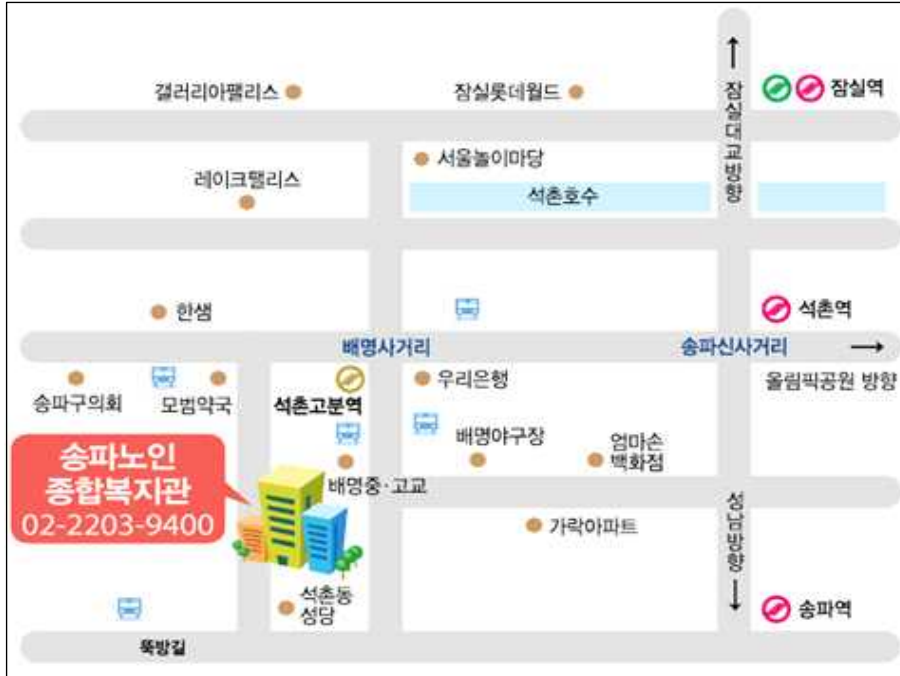 갤러리아팰리스
잠실롯데월드
잠실대교방향
잠실역
서울놀이마당
레이크팰리스
석촌호수
한샘
석촌역
배명사거리
송파신사거리
송파구의회
모범약국
석촌고분역
우리은행
올림픽공원 방향
배명야구장
엄마손
백화점
송파노인
종합복지관
02-2203-9400
배명중·고교
가락아파트
성남방향
석촌동
성당
송파역
뚝방길